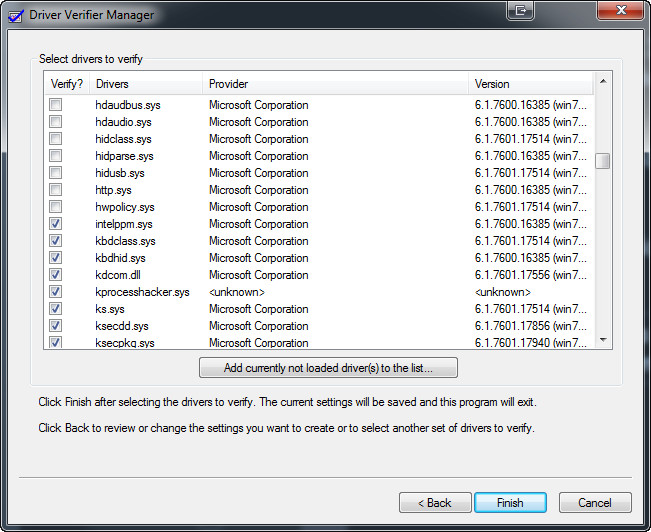 Driver Verifier Manager
Select drivers to verify
Verify? Drivers Provider Version
hdaudbus.sys Microsoft Corporation 6.1.7600.16385 (win7...
hdaudio.sys Microsoft Corporation 6.1.7600.16385 (win7...
hidclass.sys Microsoft Corporation 6.1.7601.17514 (win7...
hidparse.sys Microsoft Corporation 6.1.7600.16385 (win7...
hidusb.sys Microsoft Corporation 6.1.7601.17514 (win7...
http.sys Microsoft Corporation 6.1.7600.16385 (win7...
hwpolicy.sys Microsoft Corporation 6.1.7601.17514 (win7...
intelppm.sys Microsoft Corporation 6.1.7600.16385 (win7...
kbdclass.sys Microsoft Corporation 6.1.7601.17514 (win7...
kbdhid.sys Microsoft Corporation 6.1.7600.16385 (win7...
kdcom.dll Microsoft Corporation 6.1.7601.17556 (win7...
kprocesshacker.sys <unknown> <unknown>
ks.sys Microsoft Corporation 6.1.7601.17514 (win7...
ksecdd.sys Microsoft Corporation 6.1.7601.17856 (win7...
ksecpkg.sys Microsoft Corporation 6.1.7601.17940 (win7...
Add currently not loaded driver(s) to the list...
Click Finish after selecting the drivers to verify. The current settings will be saved and this program will exit.
Click Back to review or change the settings you want to create or to select another set of drivers to verify.
< Back Finish Cancel